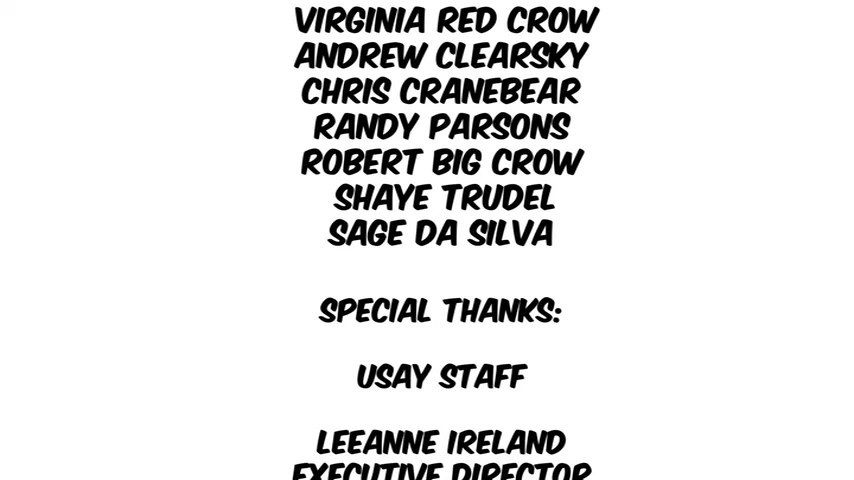 VIRGINIA RED CROW
ANDREW CLEARSKY
CHRIS CRANEBEAR
RANDY PARSONS
ROBERT BIG CROW
SHAYE TRUDEL
SAGE DA SILVA
SPECIAL THANKS:
USAY STAFF
LEEANNE IRELAND
EXECUTIVE DIRECTOR